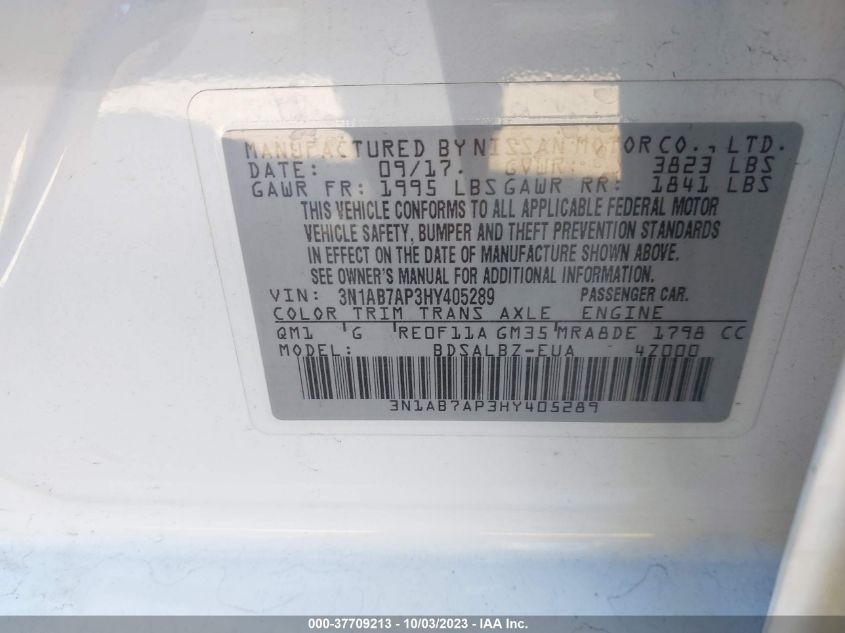 MANUFACTURED BY NISSAN MOTOR CO., LTD.
DATE: 09/17. GVWR: 3823 LBS
GAWR FR: 1995 LBS GAWR RR: 1841 LBS
THIS VEHICLE CONFORMS TO ALL APPLICABLE FEDERAL MOTOR
VEHICLE SAFETY, BUMPER AND THEFT PREVENTION STANDARDS
IN EFFECT ON THE DATE OF MANUFACTURE SHOWN ABOVE.
SEE OWNER'S MANUAL FOR ADDITIONAL INFORMATION.
VIN: 3N1AB7AP3HY405289 PASSENGER CAR.
COLOR TRIM TRANS AXLE ENGINE
QM1 G RE0F11A GM35 MRA8DE 1798 CC
MODEL: BDSALBZ-EUA 4Z000
3N1AB7AP3HY405289
000-37709213 - 10/03/2023 - IAAI Inc.